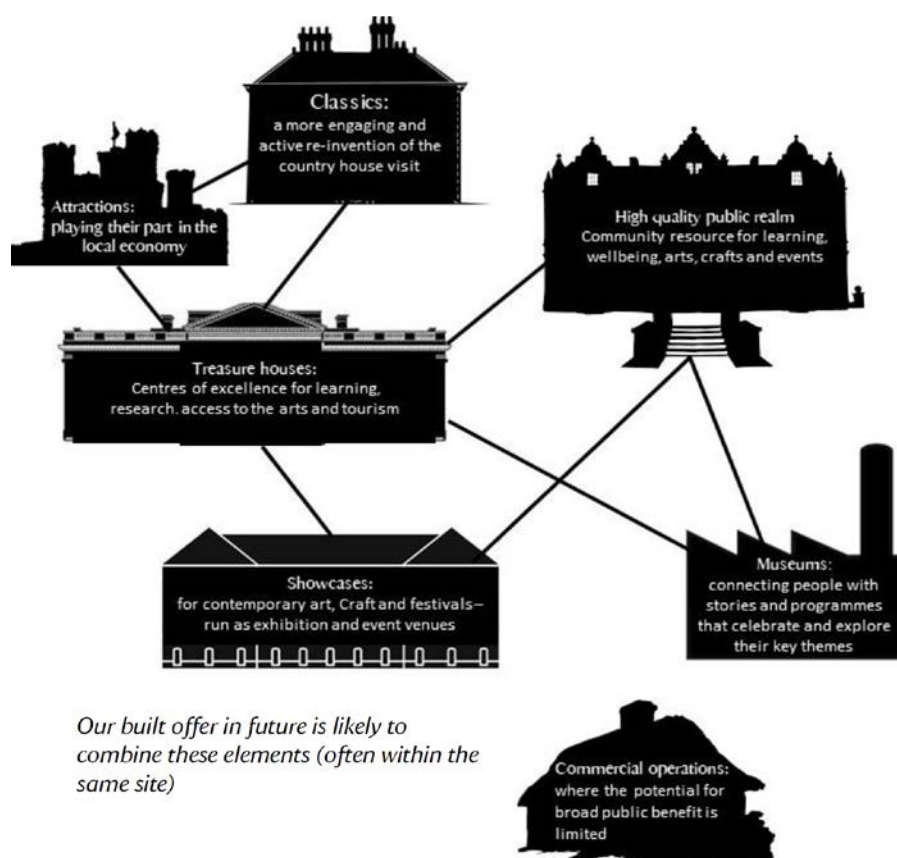 Classics:
a more engaging and
active re-invention of the
country house visit
Attractions:
playing their part in the
local economy
High quality public realm
Community resource for learning,
wellbeing, arts, crafts and events
Treasure houses:
Centres of excellence for learning,
research. access to the arts and tourism
Showcases:
for contemporary art, Craft and festivals–
run as exhibition and event venues
Museums:
connecting people with
stories and programmes
that celebrate and explore
their key themes
Our built offer in future is likely to
combine these elements (often within the
same site)
Commercial operations:
where the potential for
broad public benefit is
limited